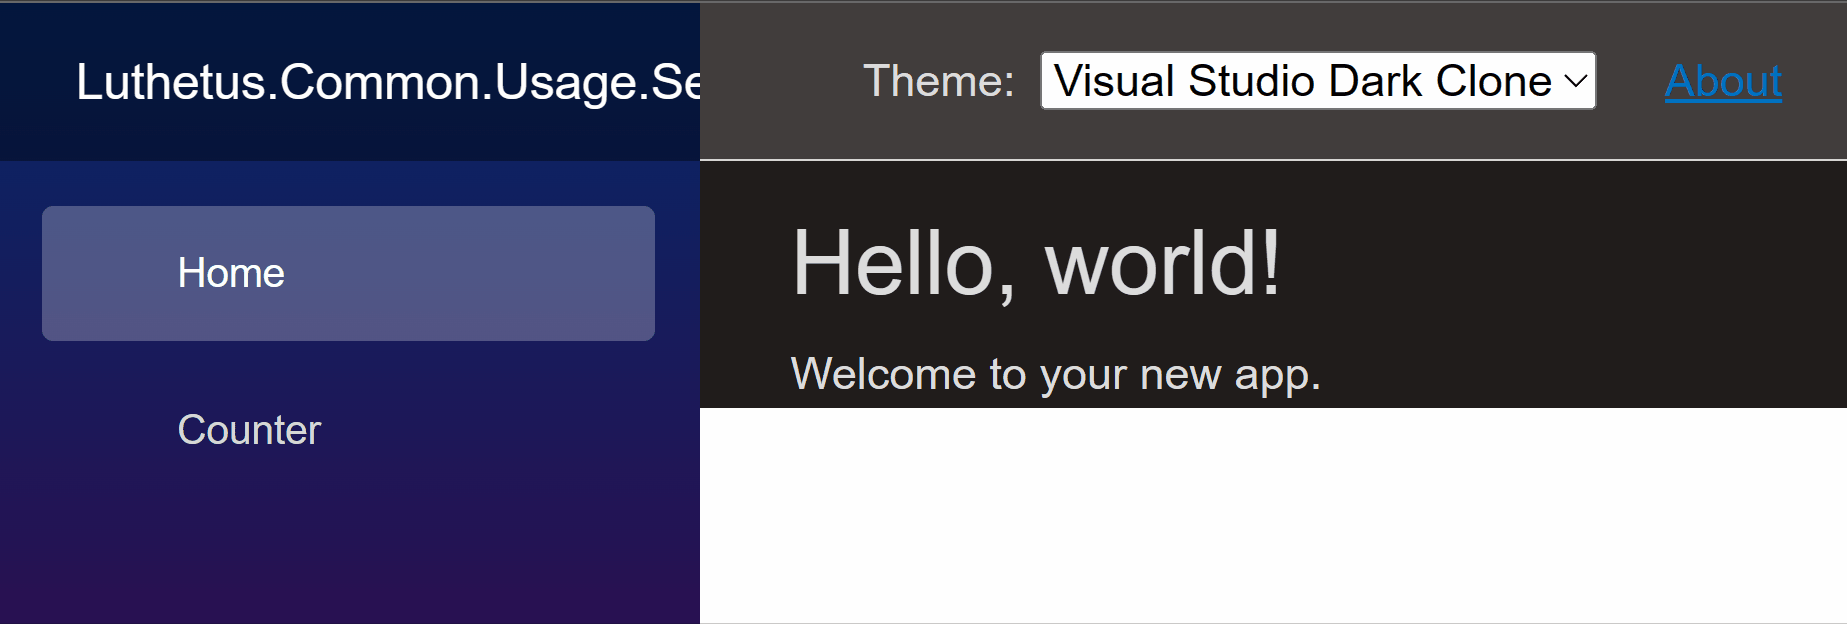 Luthetus.Common.Usage.Se
Theme: Visual Studio Dark Clone About
Home
Counter
Hello, world!
Welcome to your new app.